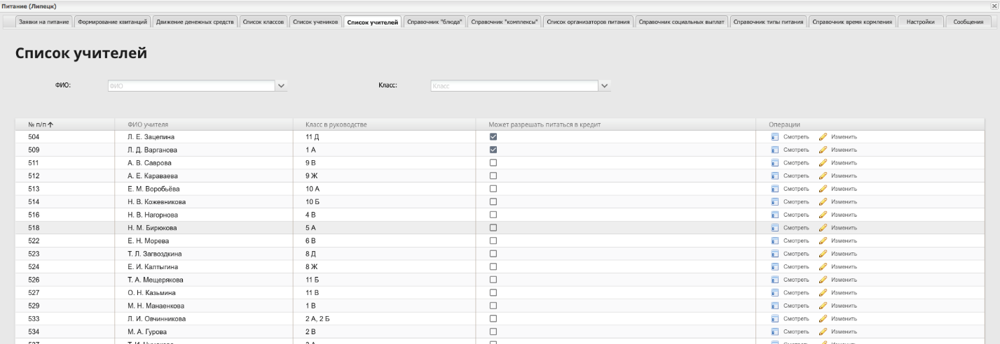 Питание (Липецк)
Заявки на питание Формирование квитанций Движение денежных средств Список классов Список учеников Список учителей Справочник "блюда" Справочник "комплексы" Список организаторов питания Справочник социальных выплат Справочник типы питания Справочник время кормления Настройки Сообщения
Список учителей
ФИО: ФИО Класс: Класс
№ п/п ФИО учителя Класс в руководстве Может разрешать питаться в кредит Операции
504 Л. Е. Зацепина 11 Д Смотреть Изменить
509 Л. Д. Варганова 1 А Смотреть Изменить
511 А. В. Саврова 9 В Смотреть Изменить
512 А. Е. Караваева 9 Ж Смотреть Изменить
513 Е. М. Воробьёва 10 А Смотреть Изменить
514 Н. В. Кожевникова 10 Б Смотреть Изменить
516 Н. В. Нагорнова 4 В Смотреть Изменить
518 Н. М. Бирюкова 5 А Смотреть Изменить
522 Е. Н. Морева 6 В Смотреть Изменить
523 Т. Л. Загвоздкина 8 Д Смотреть Изменить
524 Е. И. Калтыгина 8 Ж Смотреть Изменить
526 Т. А. Мещерякова 11 Б Смотреть Изменить
527 О. Н. Казьмина 11 В Смотреть Изменить
529 М. Н. Манаенкова 1 В Смотреть Изменить
533 Л. И. Овчинникова 2 А, 2 Б Смотреть Изменить
534 М. А. Гурова 2 В Смотреть Изменить